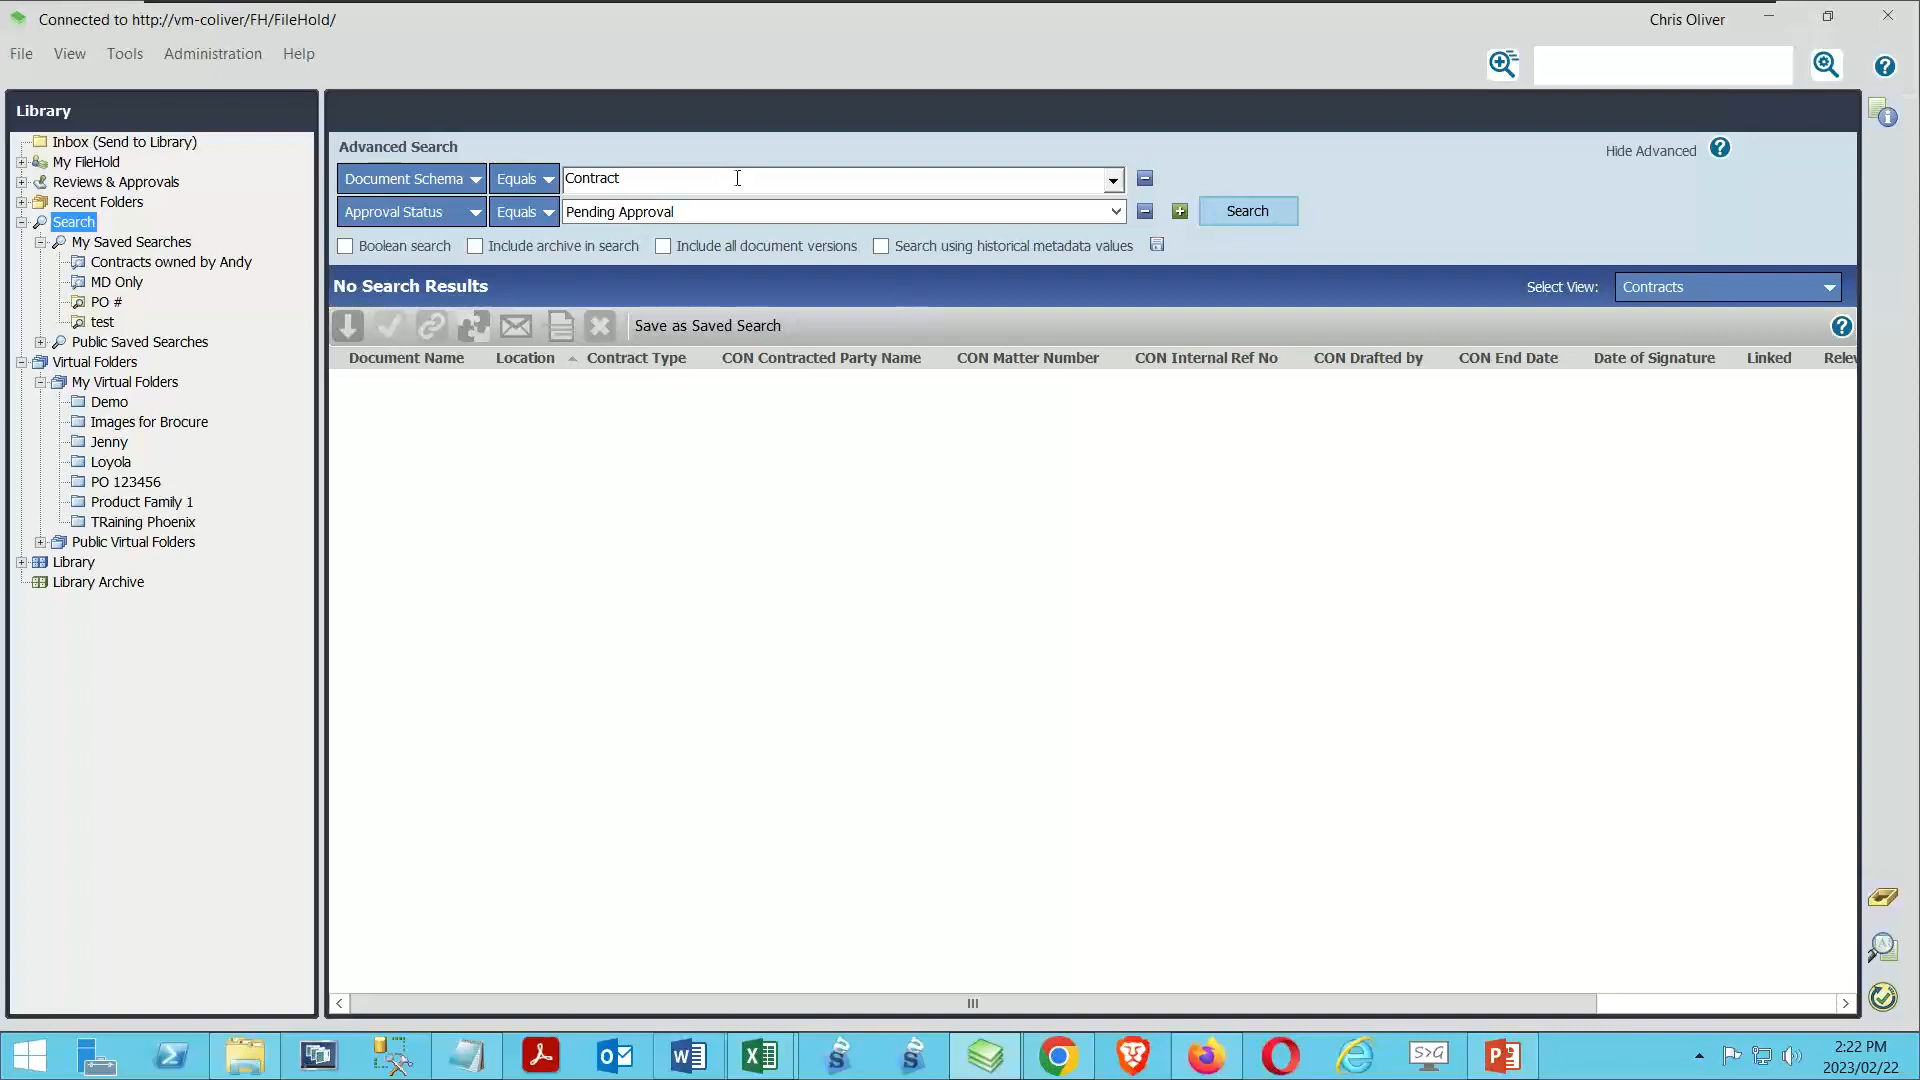 Connected to http://vm-coliver/FH/FileHold/
Chris Oliver
File View Tools Administration Help
Library
Inbox (Send to Library)
My FileHold
Reviews & Approvals
Recent Folders
Search
My Saved Searches
Contracts owned by Andy
MD Only
PO #
test
Public Saved Searches
Virtual Folders
My Virtual Folders
Demo
Images for Brocure
Jenny
Loyola
PO 123456
Product Family 1
TRaining Phoenix
Public Virtual Folders
Library
Library Archive
Advanced Search
Hide Advanced
Document Schema Equals Contract
Approval Status Equals Pending Approval Search
Boolean search Include archive in search Include all document versions Search using historical metadata values
No Search Results
Select View: Contracts
Save as Saved Search
Document Name Location Contract Type CON Contracted Party Name CON Matter Number CON Internal Ref No CON Drafted by CON End Date Date of Signature Linked Relev
S>G
2:22 PM
2023/02/22